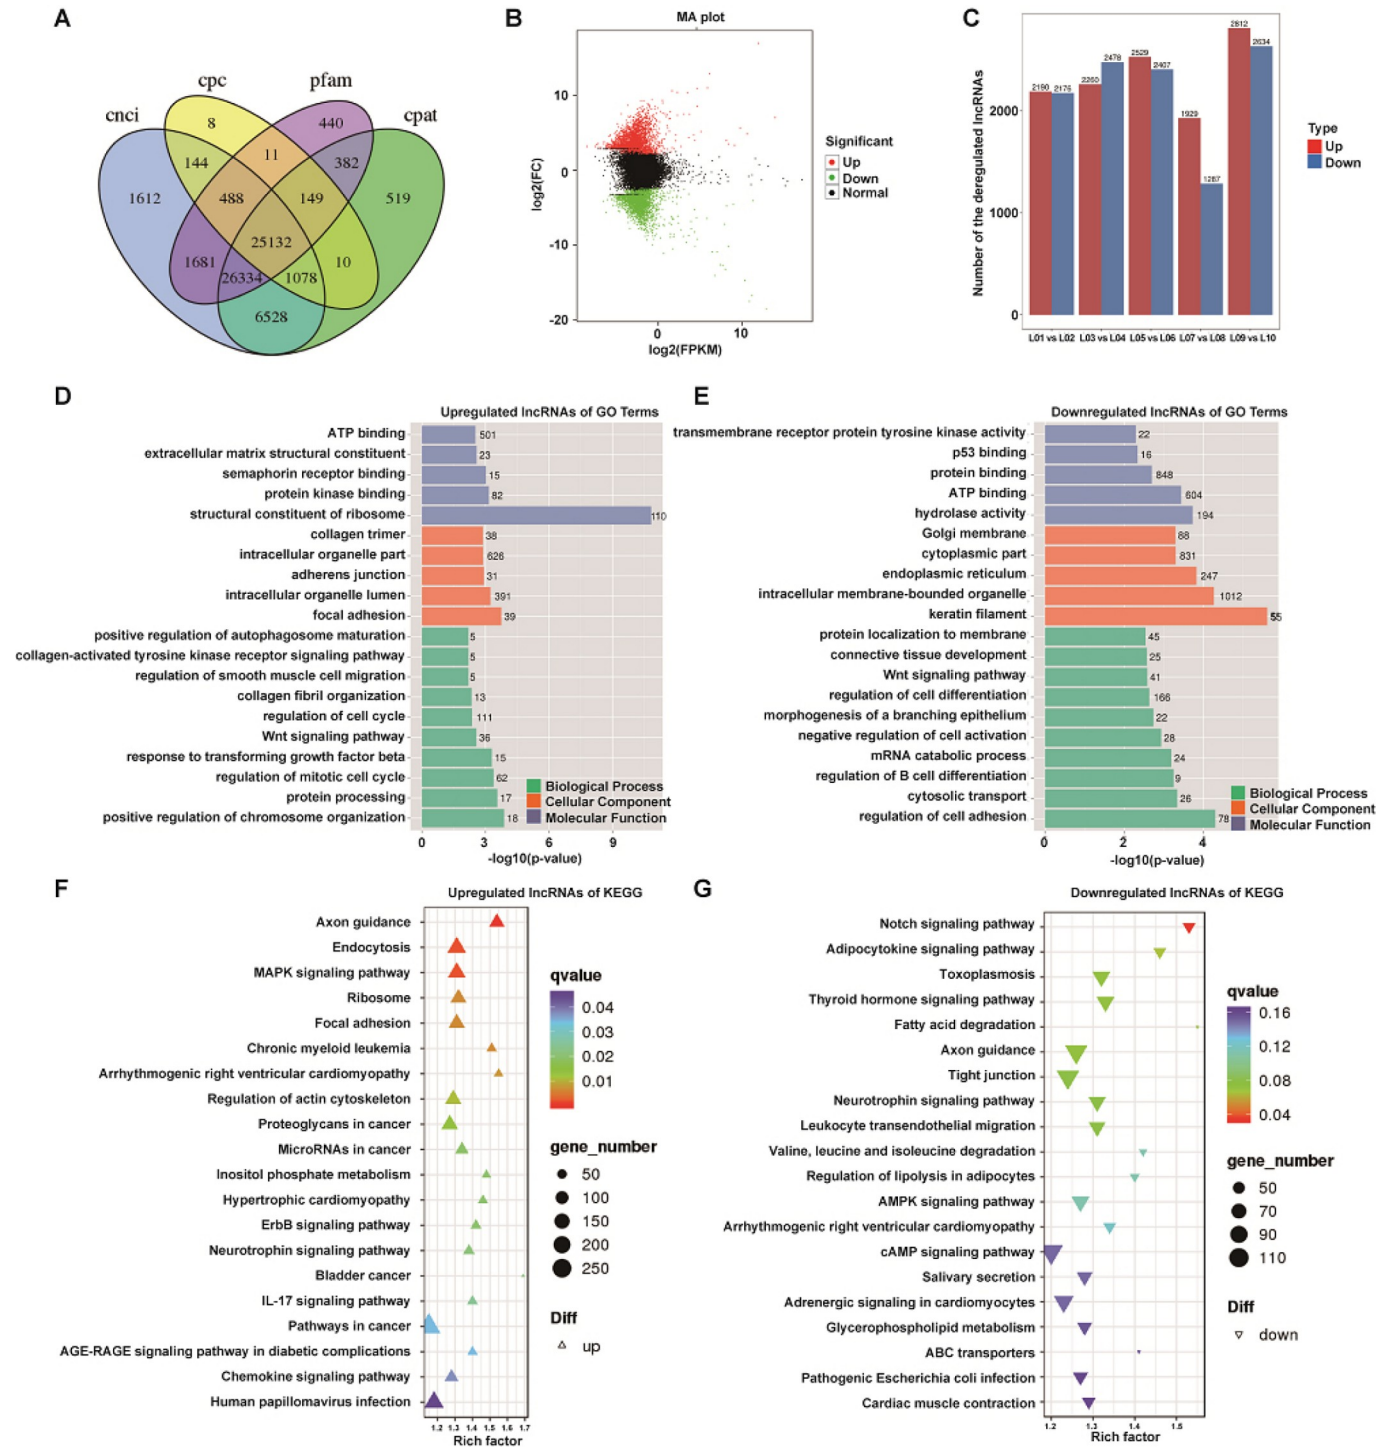 A
cnci
cpc
pfam
cpat
8
440
144
11
382
1612
488
149
519
25132
1681
26334
1078
10
6528
B
MA plot
log2(FC)
10
0
-10
-20
0
10
log2(FPKM)
Significant
Up
Down
Normal
C
Number of the deregulated lncRNAs
2000
1000
0
2190
2176
2260
2478
2529
2407
1929
1287
2812
2634
L01 vs L02
L03 vs L04
L05 vs L06
L07 vs L08
L09 vs L10
Type
Up
Down
D
Upregulated lncRNAs of GO Terms
ATP binding 501
extracellular matrix structural constituent 23
semaphorin receptor binding 15
protein kinase binding 82
structural constituent of ribosome 110
collagen trimer 38
intracellular organelle part 626
adherens junction 31
intracellular organelle lumen 391
focal adhesion 39
positive regulation of autophagosome maturation 5
collagen-activated tyrosine kinase receptor signaling pathway 5
regulation of smooth muscle cell migration 5
collagen fibril organization 13
regulation of cell cycle 111
Wnt signaling pathway 36
response to transforming growth factor beta 15
regulation of mitotic cell cycle 62
protein processing 17
positive regulation of chromosome organization 18
Biological Process
Cellular Component
Molecular Function
0 3 6 9
-log10(p-value)
E
Downregulated lncRNAs of GO Terms
transmembrane receptor protein tyrosine kinase activity 22
p53 binding 16
protein binding 848
ATP binding 604
hydrolase activity 194
Golgi membrane 88
cytoplasmic part 831
endoplasmic reticulum 247
intracellular membrane-bounded organelle 1012
keratin filament 55
protein localization to membrane 45
connective tissue development 25
Wnt signaling pathway 41
regulation of cell differentiation 166
morphogenesis of a branching epithelium 22
negative regulation of cell activation 28
mRNA catabolic process 24
regulation of B cell differentiation 9
cytosolic transport 26
regulation of cell adhesion 78
Biological Process
Cellular Component
Molecular Function
0 2 4
-log10(p-value)
F
Upregulated lncRNAs of KEGG
Axon guidance
Endocytosis
MAPK signaling pathway
Ribosome
Focal adhesion
Chronic myeloid leukemia
Arrhythmogenic right ventricular cardiomyopathy
Regulation of actin cytoskeleton
Proteoglycans in cancer
MicroRNAs in cancer
Inositol phosphate metabolism
Hypertrophic cardiomyopathy
ErbB signaling pathway
Neurotrophin signaling pathway
Bladder cancer
IL-17 signaling pathway
Pathways in cancer
AGE-RAGE signaling pathway in diabetic complications
Chemokine signaling pathway
Human papillomavirus infection
1.2 1.3 1.4 1.5 1.6 1.7
Rich factor
qvalue
0.04
0.03
0.02
0.01
gene_number
50
100
150
200
250
Diff
up
G
Downregulated lncRNAs of KEGG
Notch signaling pathway
Adipocytokine signaling pathway
Toxoplasmosis
Thyroid hormone signaling pathway
Fatty acid degradation
Axon guidance
Tight junction
Neurotrophin signaling pathway
Leukocyte transendothelial migration
Valine, leucine and isoleucine degradation
Regulation of lipolysis in adipocytes
AMPK signaling pathway
Arrhythmogenic right ventricular cardiomyopathy
cAMP signaling pathway
Salivary secretion
Adrenergic signaling in cardiomyocytes
Glycerophospholipid metabolism
ABC transporters
Pathogenic Escherichia coli infection
Cardiac muscle contraction
1.2 1.3 1.4 1.5
Rich factor
qvalue
0.16
0.12
0.08
0.04
gene_number
50
70
90
110
Diff
down